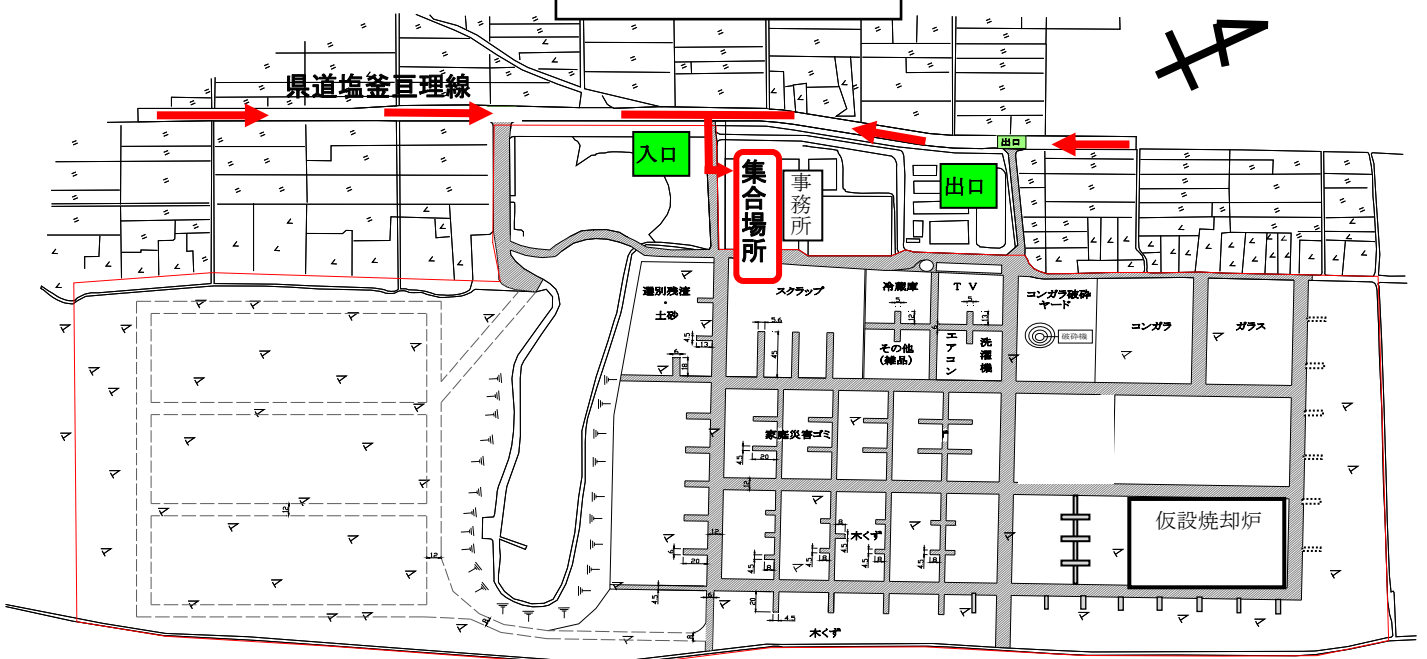 県道塩釜亘理線
入口
集合場所
事務所
出口
出口
選別残渣
・
土砂
スクラップ
冷蔵庫
ＴＶ
その他
(雑品)
エアコン
洗濯機
コンガラ破砕
ヤード
破砕機
コンガラ
ガラス
家庭災害ゴミ
木くず
仮設焼却炉
木くず